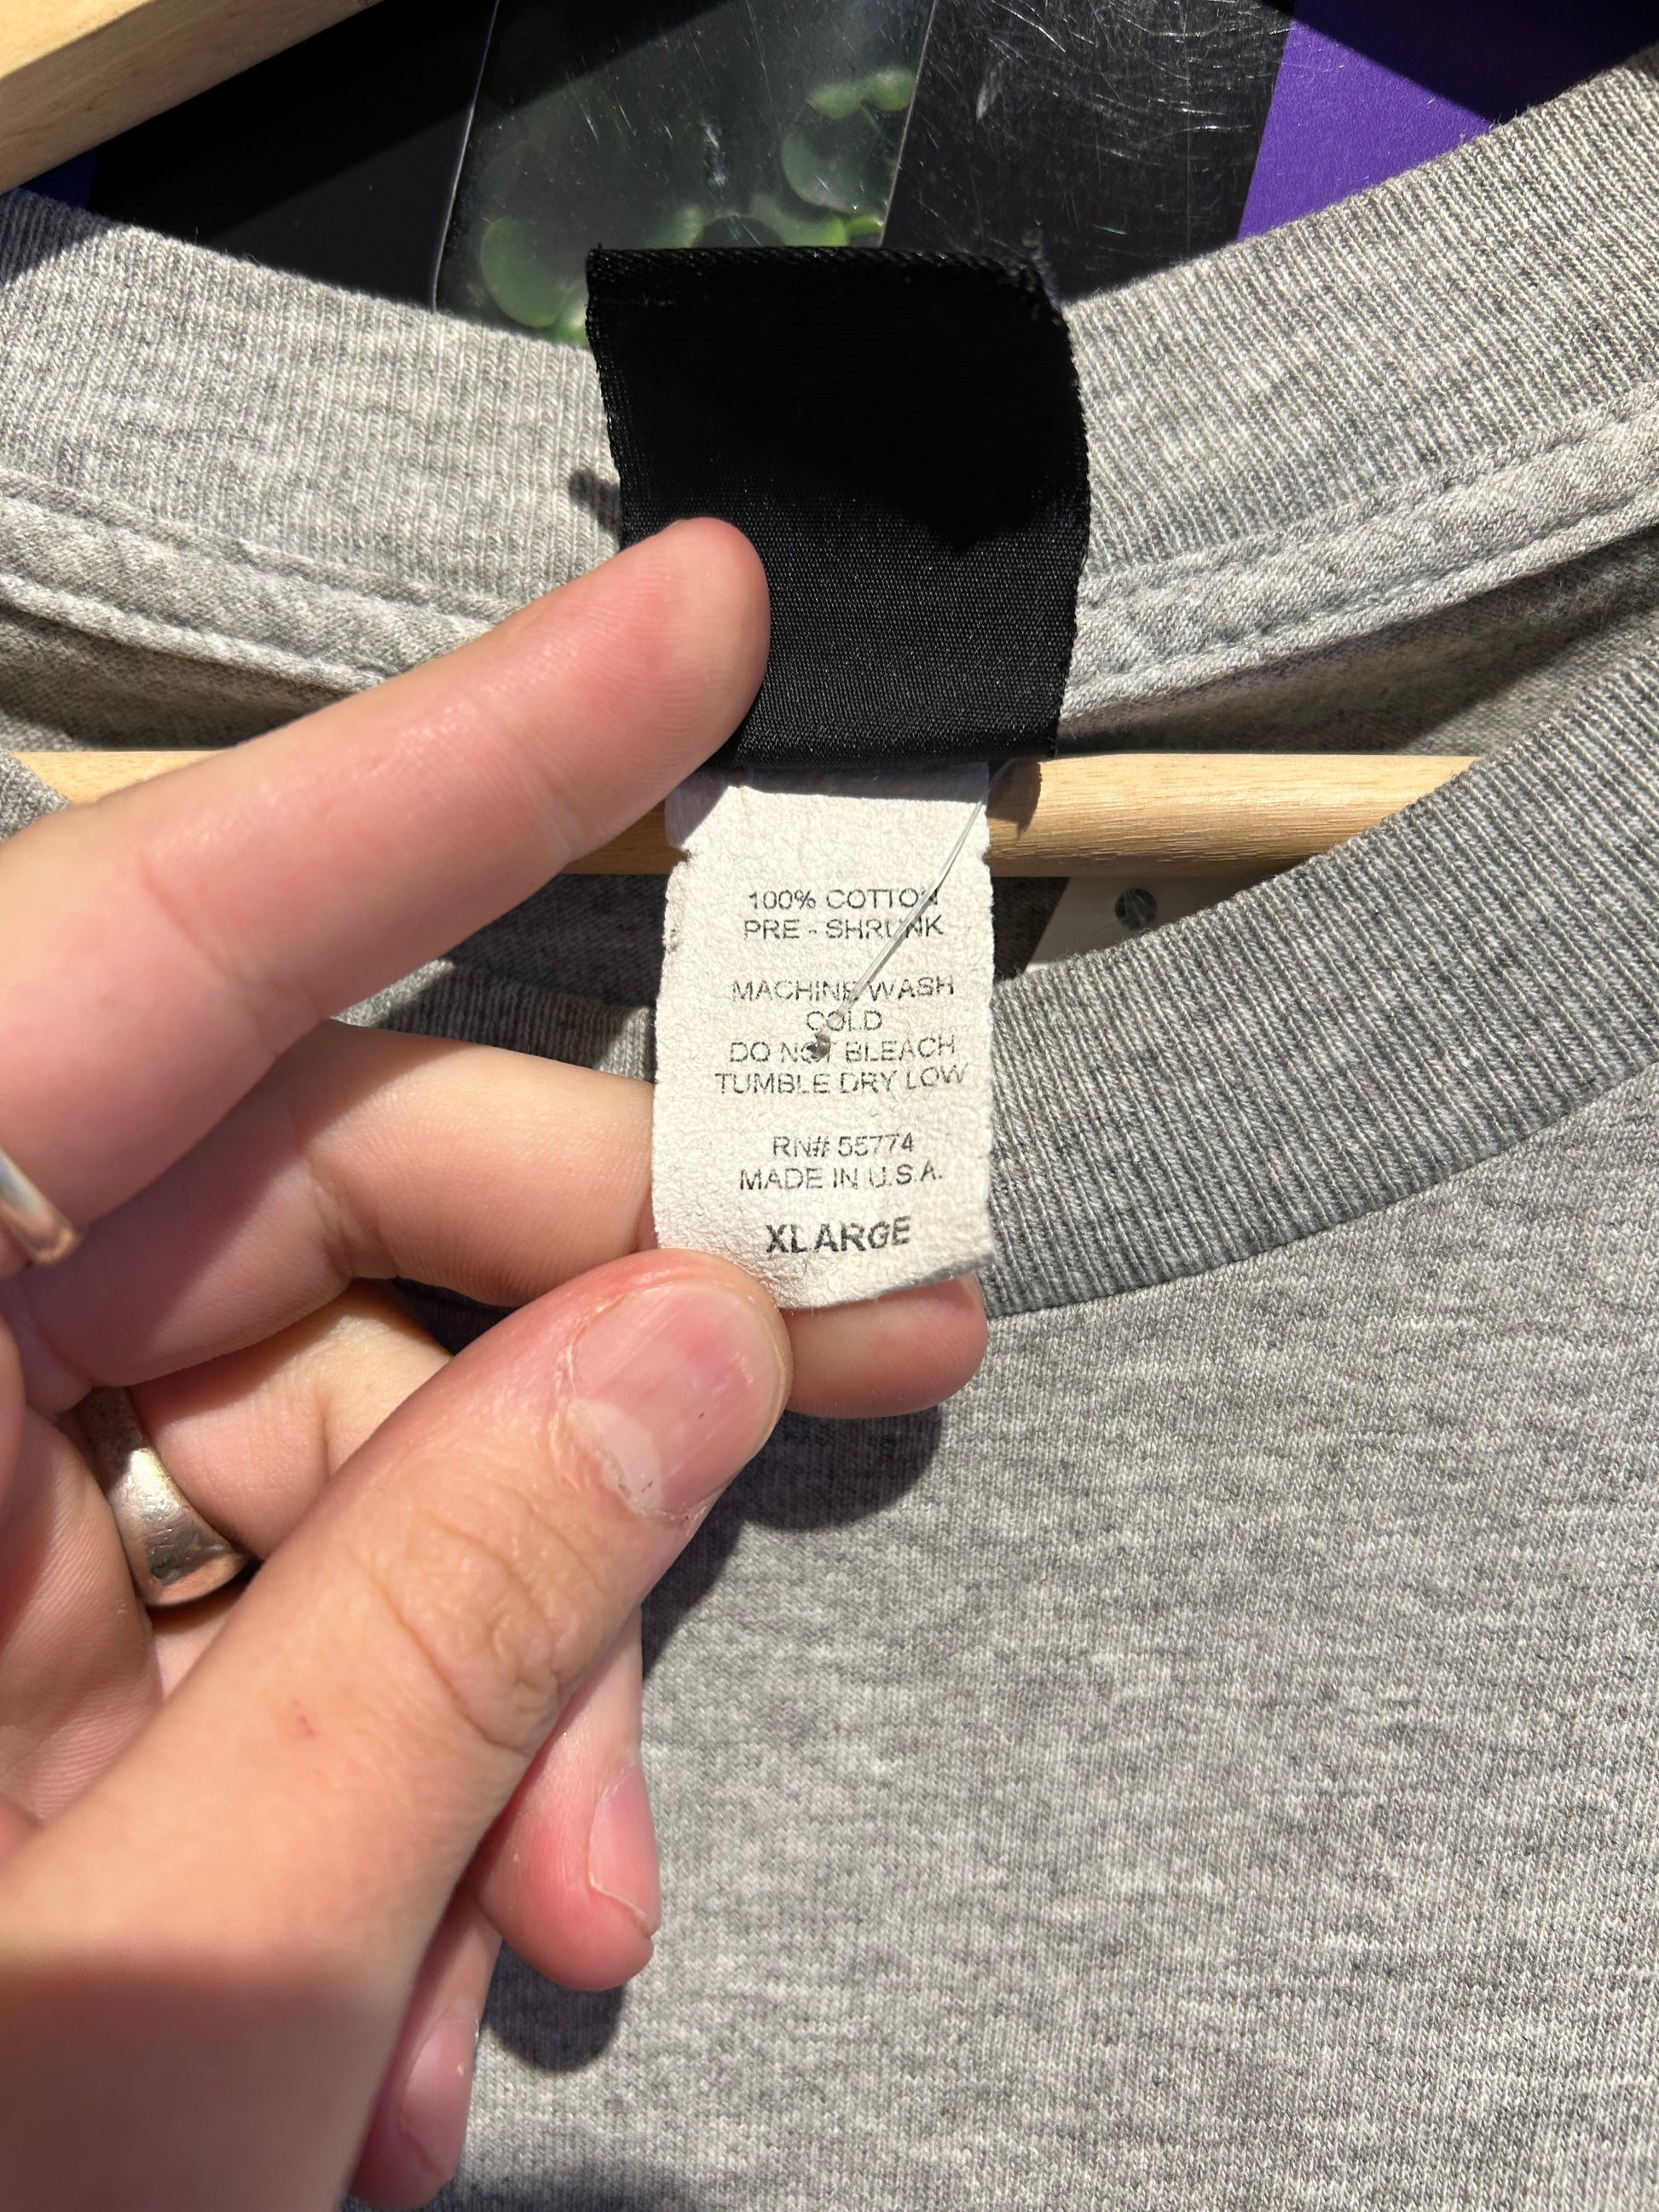 100% COTTON
PRE - SHRUNK
MACHINE WASH
COLD
DO NOT BLEACH
TUMBLE DRY LOW
RN# 55774
MADE IN U.S.A.
XLARGE